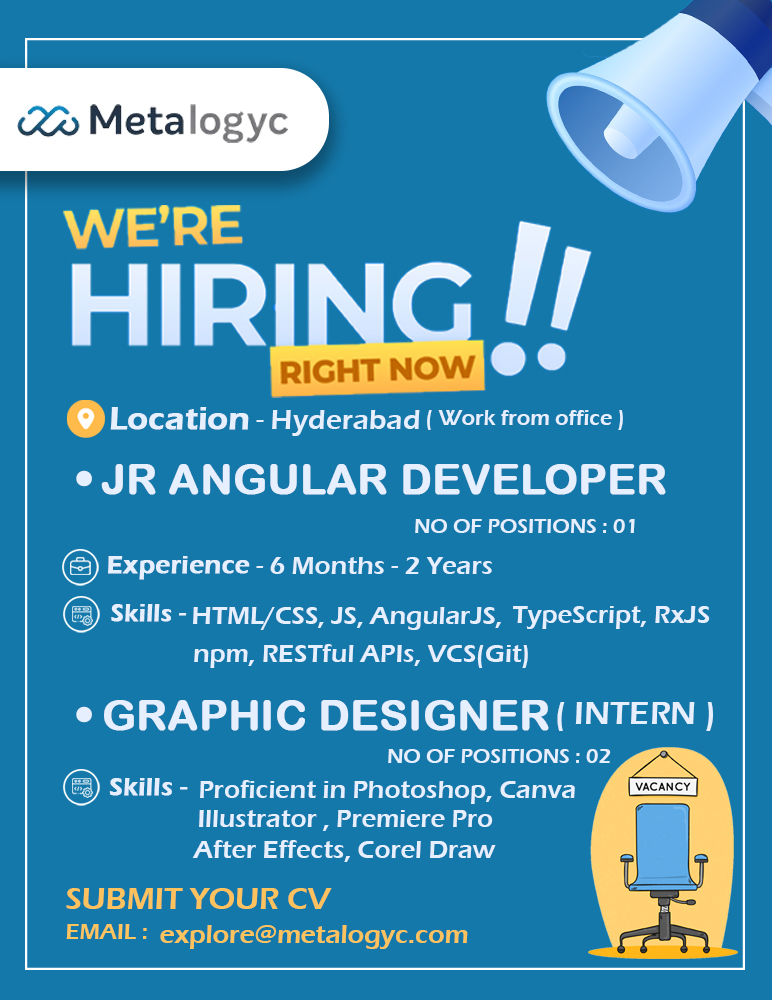 Metalogyc
WE'RE
HIRING!!
RIGHT NOW
Location - Hyderabad ( Work from office )
• JR ANGULAR DEVELOPER
NO OF POSITIONS : 01
Experience - 6 Months - 2 Years
Skills - HTML/CSS, JS, AngularJS, TypeScript, RxJS
npm, RESTful APIs, VCS(Git)
• GRAPHIC DESIGNER ( INTERN )
NO OF POSITIONS : 02
Skills - Proficient in Photoshop, Canva
Illustrator , Premiere Pro
After Effects, Corel Draw
VACANCY
SUBMIT YOUR CV
EMAIL : explore@metalogyc.com